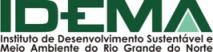 IDEMA
Instituto de Desenvolvimento Sustentável e
Meio Ambiente do Rio Grande do Norte